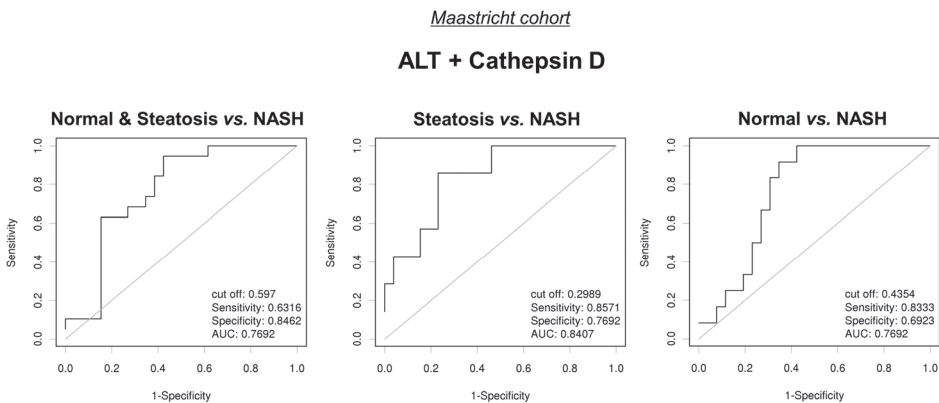 Maastricht cohort
ALT + Cathepsin D
Normal & Steatosis vs. NASH
Sensitivity
0.0 0.2 0.4 0.6 0.8 1.0
cut off: 0.597
Sensitivity: 0.6316
Specificity: 0.8462
AUC: 0.7692
0.0 0.2 0.4 0.6 0.8 1.0
1-Specificity
Steatosis vs. NASH
Sensitivity
0.0 0.2 0.4 0.6 0.8 1.0
cut off: 0.2989
Sensitivity: 0.8571
Specificity: 0.7692
AUC: 0.8407
0.0 0.2 0.4 0.6 0.8 1.0
1-Specificity
Normal vs. NASH
Sensitivity
0.0 0.2 0.4 0.6 0.8 1.0
cut off: 0.4354
Sensitivity: 0.8333
Specificity: 0.6923
AUC: 0.7692
0.0 0.2 0.4 0.6 0.8 1.0
1-Specificity